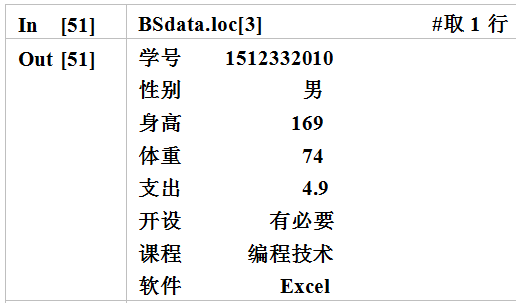 In [51] BSdata.loc[3] #取 1 行
Out [51] 学号 1512332010
性别 男
身高 169
体重 74
支出 4.9
开设 有必要
课程 编程技术
软件 Excel